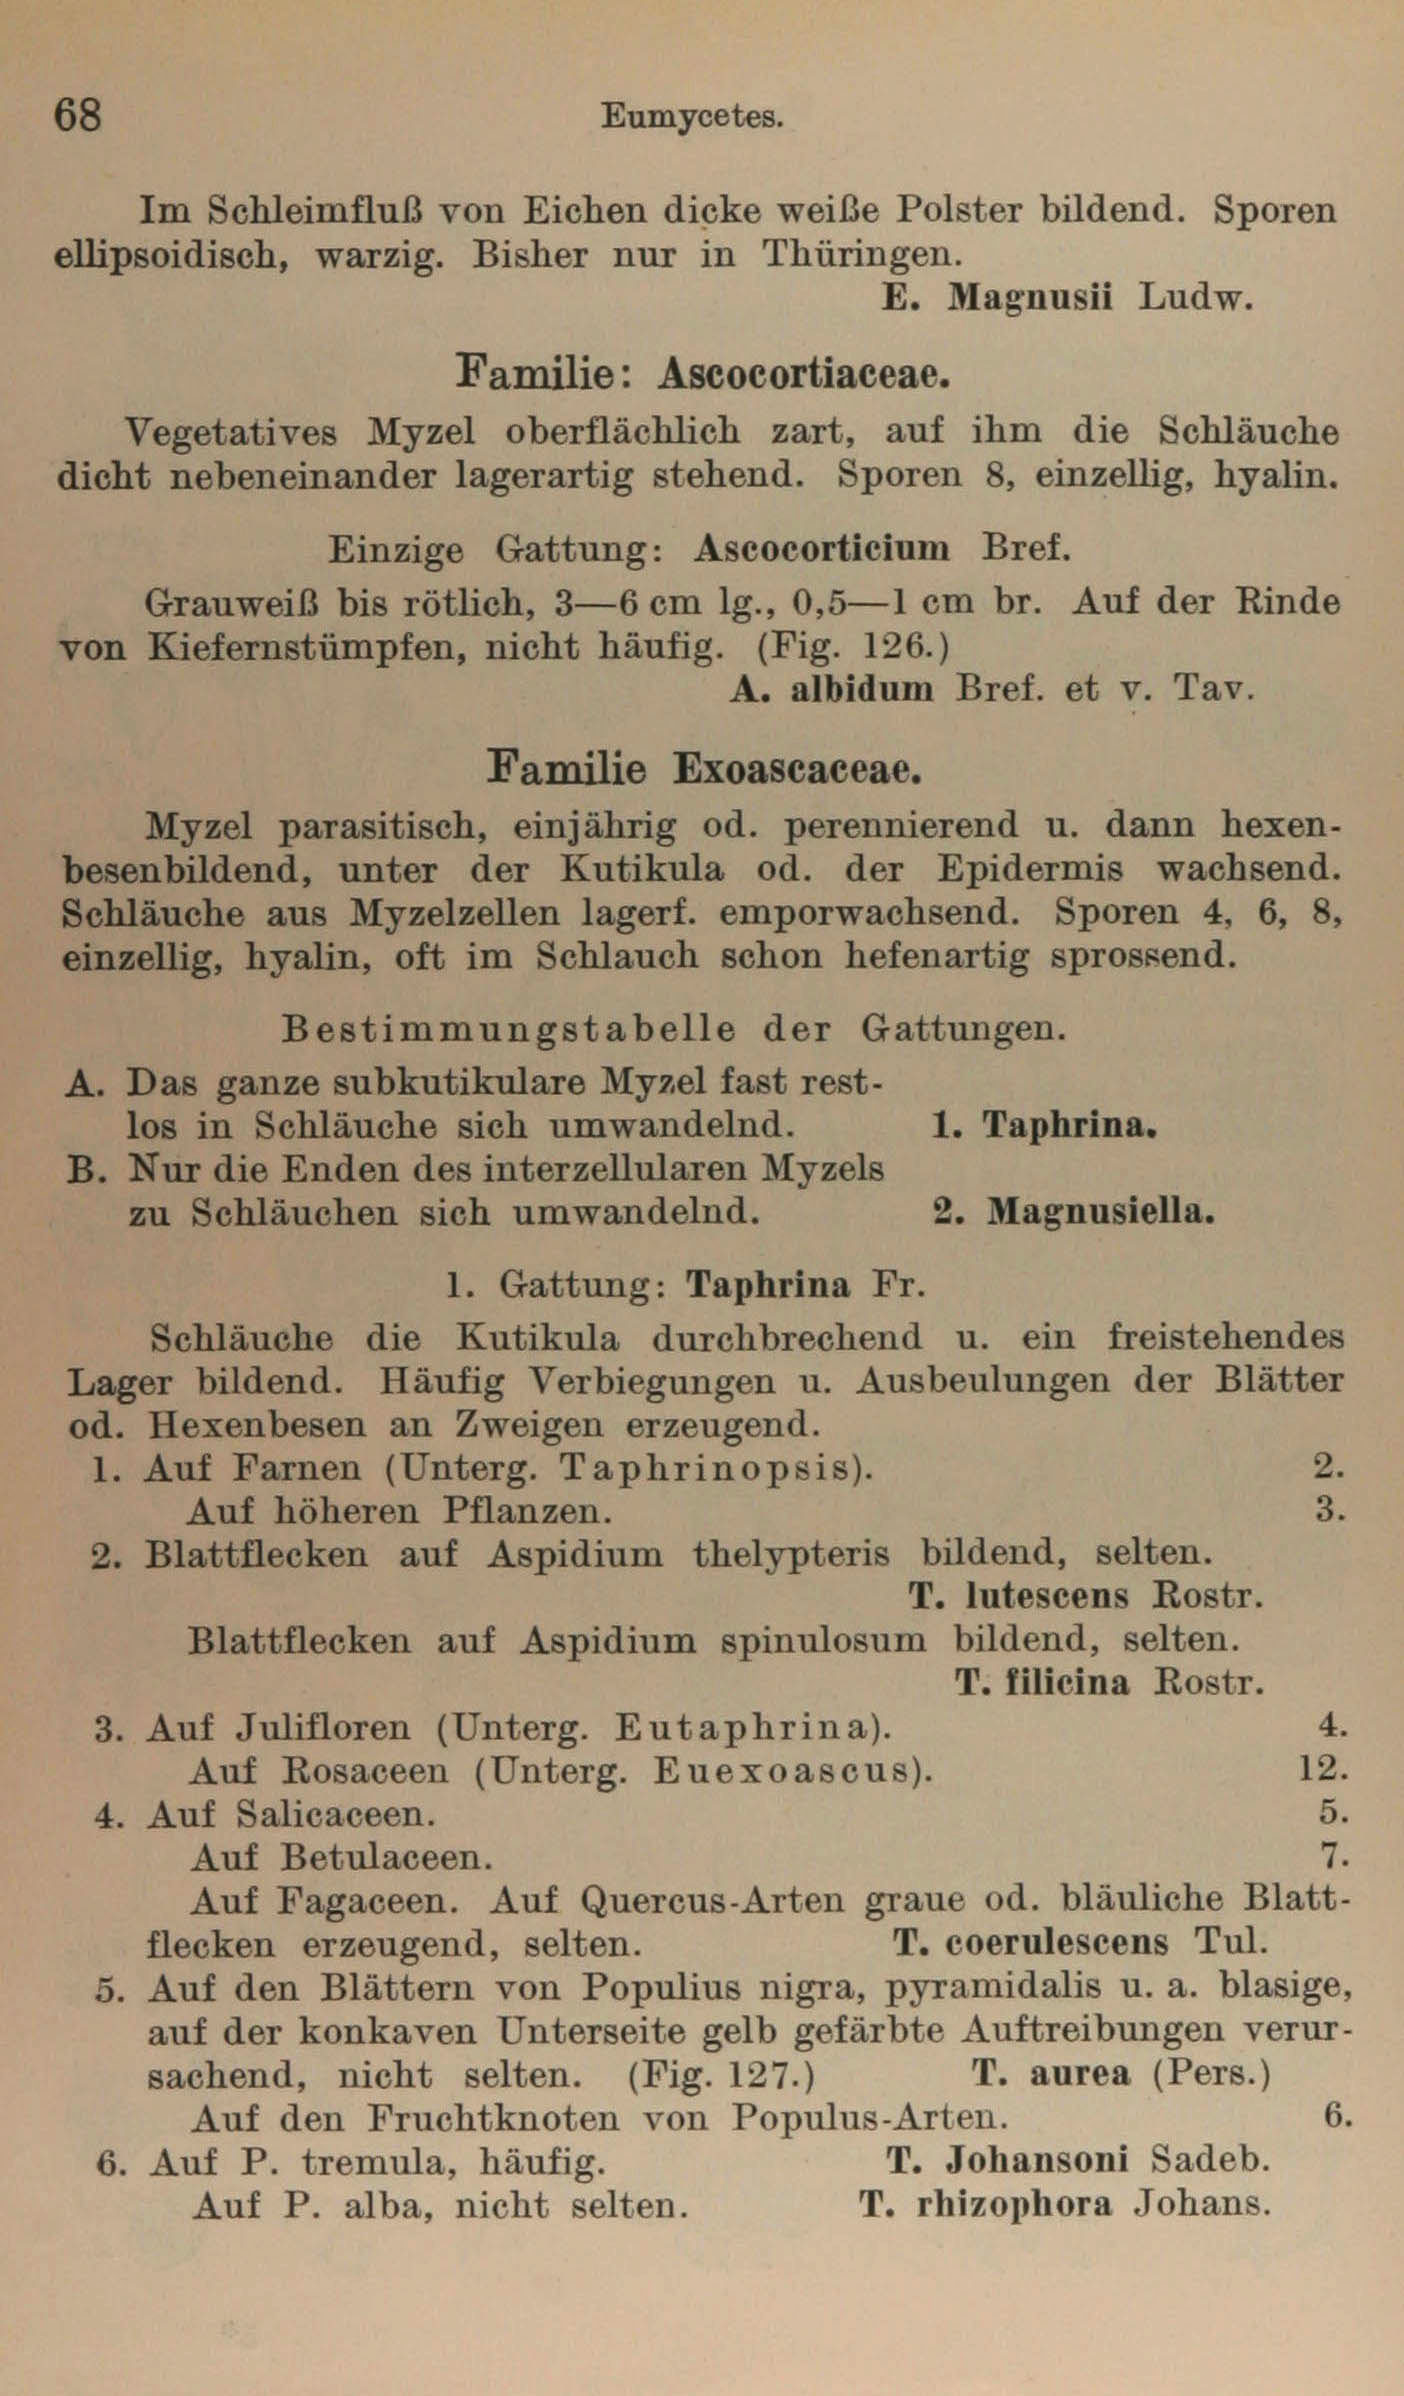 68
Eumycetes.
Im Schleimfluß von Eichen dicke weiße Polster bildend. Sporen
ellipsoidisch, warzig. Bisher nur in Thüringen.
E. Magnusii Ludw.
Familie: Ascocortiaceae.
Vegetatives Myzel oberflächlich zart, auf ihm die Schläuche
dicht nebeneinander lagerartig stehend. Sporen 8, einzellig, hyalin.
Einzige Gattung: Ascocorticium Bref.
Grauweiß bis rötlich, 3—6 cm lg., 0,5—1 cm br. Auf der Rinde
von Kiefernstümpfen, nicht häufig. (Fig. 126.)
A. albidum Bref. et v. Tav.
Familie Exoascaceae.
Myzel parasitisch, einjährig od. perennierend u. dann hexen-
besenbildend, unter der Kutikula od. der Epidermis wachsend.
Schläuche aus Myzelzellen lagerf. emporwachsend. Sporen 4, 6, 8,
einzellig, hyalin, oft im Schlauch schon hefenartig sprossend.
Bestimmungstabelle der Gattungen.
A. Das ganze subkutikulare Myzel fast rest-
los in Schläuche sich umwandelnd. 1. Taphrina.
B. Nur die Enden des interzellularen Myzels
zu Schläuchen sich umwandelnd. 2. Magnusiella.
1. Gattung: Taphrina Fr.
Schläuche die Kutikula durchbrechend u. ein freistehendes
Lager bildend. Häufig Verbiegungen u. Ausbeulungen der Blätter
od. Hexenbesen an Zweigen erzeugend.
1. Auf Farnen (Unterg. Taphrinopsis). 2.
Auf höheren Pflanzen. 3.
2. Blattflecken auf Aspidium thelypteris bildend, selten.
T. lutescens Rostr.
Blattflecken auf Aspidium spinulosum bildend, selten.
T. filicina Rostr.
3. Auf Julifloren (Unterg. Eutaphrina). 4.
Auf Rosaceen (Unterg. Euexoascus). 12.
4. Auf Salicaceen. 5.
Auf Betulaceen. 7.
Auf Fagaceen. Auf Quercus-Arten graue od. bläuliche Blatt-
flecken erzeugend, selten. T. coerulescens Tul.
5. Auf den Blättern von Populius nigra, pyramidalis u. a. blasige,
auf der konkaven Unterseite gelb gefärbte Auftreibungen verur-
sachend, nicht selten. (Fig. 127.) T. aurea (Pers.)
Auf den Fruchtknoten von Populus-Arten. 6.
6. Auf P. tremula, häufig. T. Johansoni Sadeb.
Auf P. alba, nicht selten. T. rhizophora Johans.